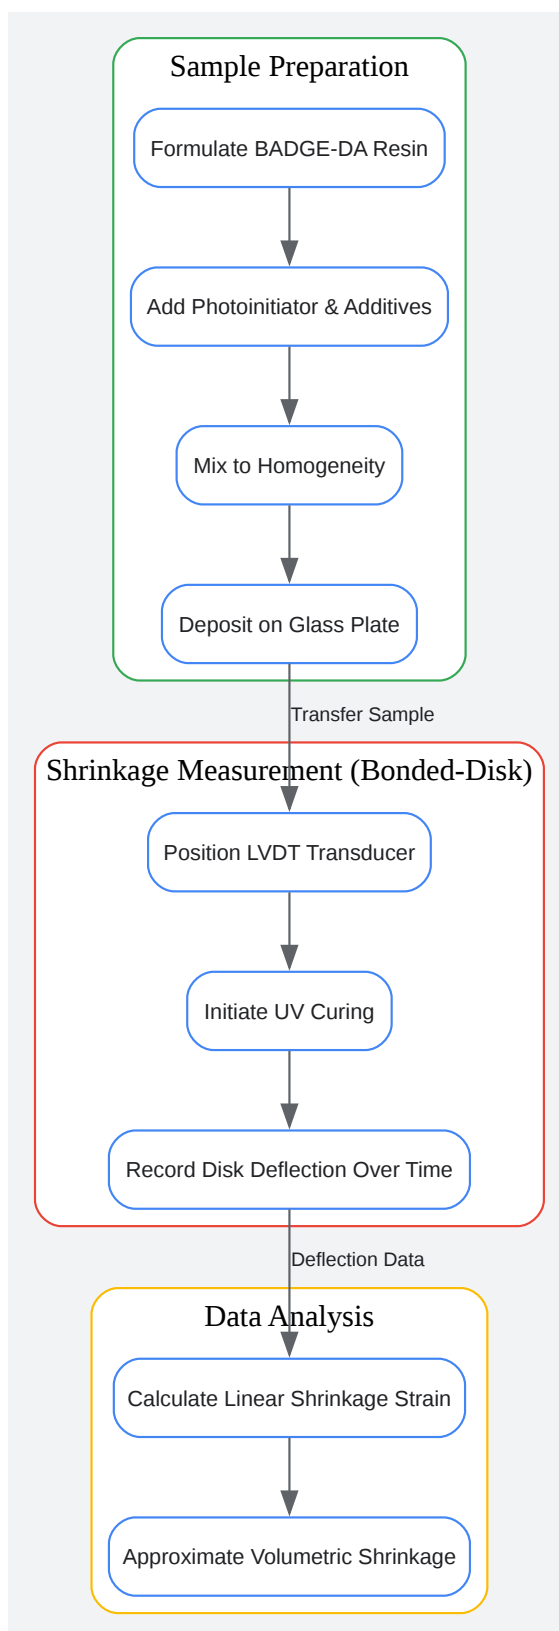 Sample Preparation
Formulate BADGE-DA Resin
Add Photoinitiator & Additives
Mix to Homogeneity
Deposit on Glass Plate
Transfer Sample
Shrinkage Measurement (Bonded-Disk)
Position LVDT Transducer
Initiate UV Curing
Record Disk Deflection Over Time
Deflection Data
Data Analysis
Calculate Linear Shrinkage Strain
Approximate Volumetric Shrinkage